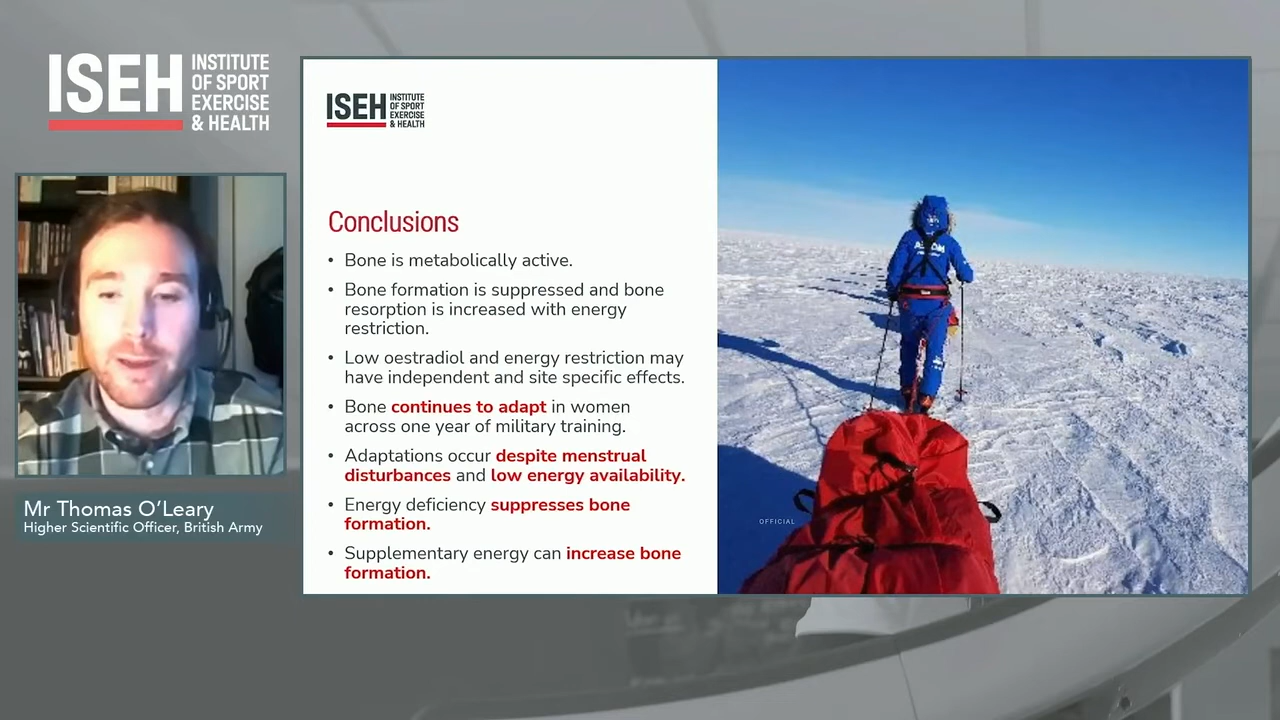 ISEH
INSTITUTE
OF SPORT
EXERCISE
& HEALTH
ISEH
INSTITUTE
OF SPORT
EXERCISE
& HEALTH
Conclusions
• Bone is metabolically active.
• Bone formation is suppressed and bone
resorption is increased with energy
restriction.
• Low oestradiol and energy restriction may
have independent and site specific effects.
• Bone continues to adapt in women
across one year of military training.
• Adaptations occur despite menstrual
disturbances and low energy availability.
• Energy deficiency suppresses bone
formation.
• Supplementary energy can increase bone
formation.
OFFICIAL
Mr Thomas O’Leary
Higher Scientific Officer, British Army